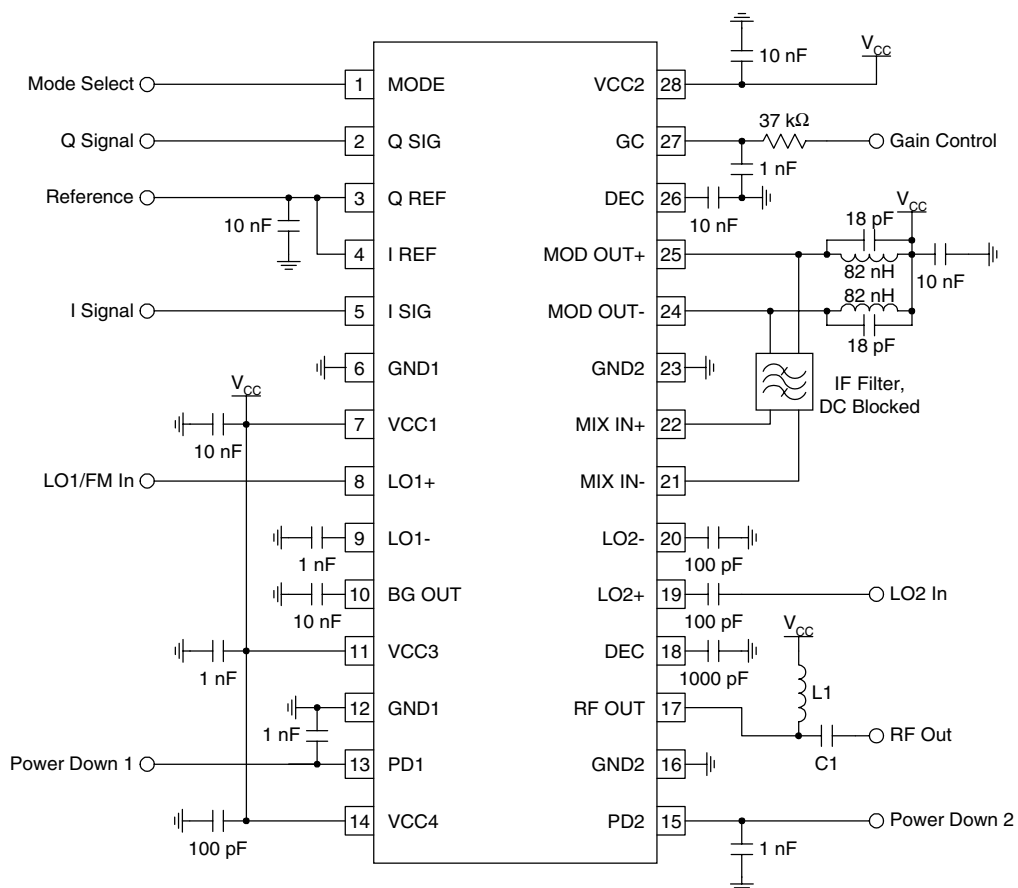 10 nF
V_CC
Mode Select
1
MODE
VCC2
28
37 kΩ
Q Signal
2
Q SIG
GC
27
Gain Control
1 nF
Reference
3
Q REF
DEC
26
10 nF
10 nF
V_CC
18 pF
4
I REF
MOD OUT+
25
82 nH
10 nF
82 nH
I Signal
5
I SIG
MOD OUT-
24
18 pF
6
GND1
GND2
23
IF Filter,
DC Blocked
V_CC
7
VCC1
MIX IN+
22
10 nF
LO1/FM In
8
LO1+
MIX IN-
21
9
LO1-
LO2-
20
1 nF
100 pF
10
BG OUT
LO2+
19
LO2 In
10 nF
100 pF
V_CC
11
VCC3
DEC
18
1 nF
1000 pF
L1
12
GND1
RF OUT
17
1 nF
RF Out
C1
Power Down 1
13
PD1
GND2
16
14
VCC4
PD2
15
Power Down 2
100 pF
1 nF